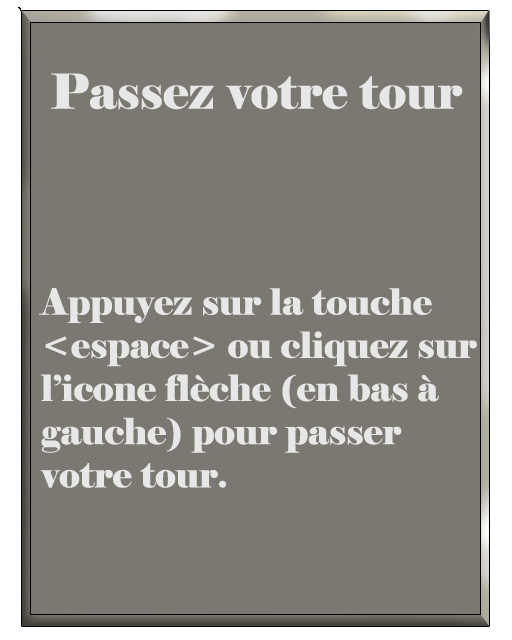 Passez votre tour
Appuyez sur la touche
<espace> ou cliquez sur
l’icone flèche (en bas à
gauche) pour passer
votre tour.